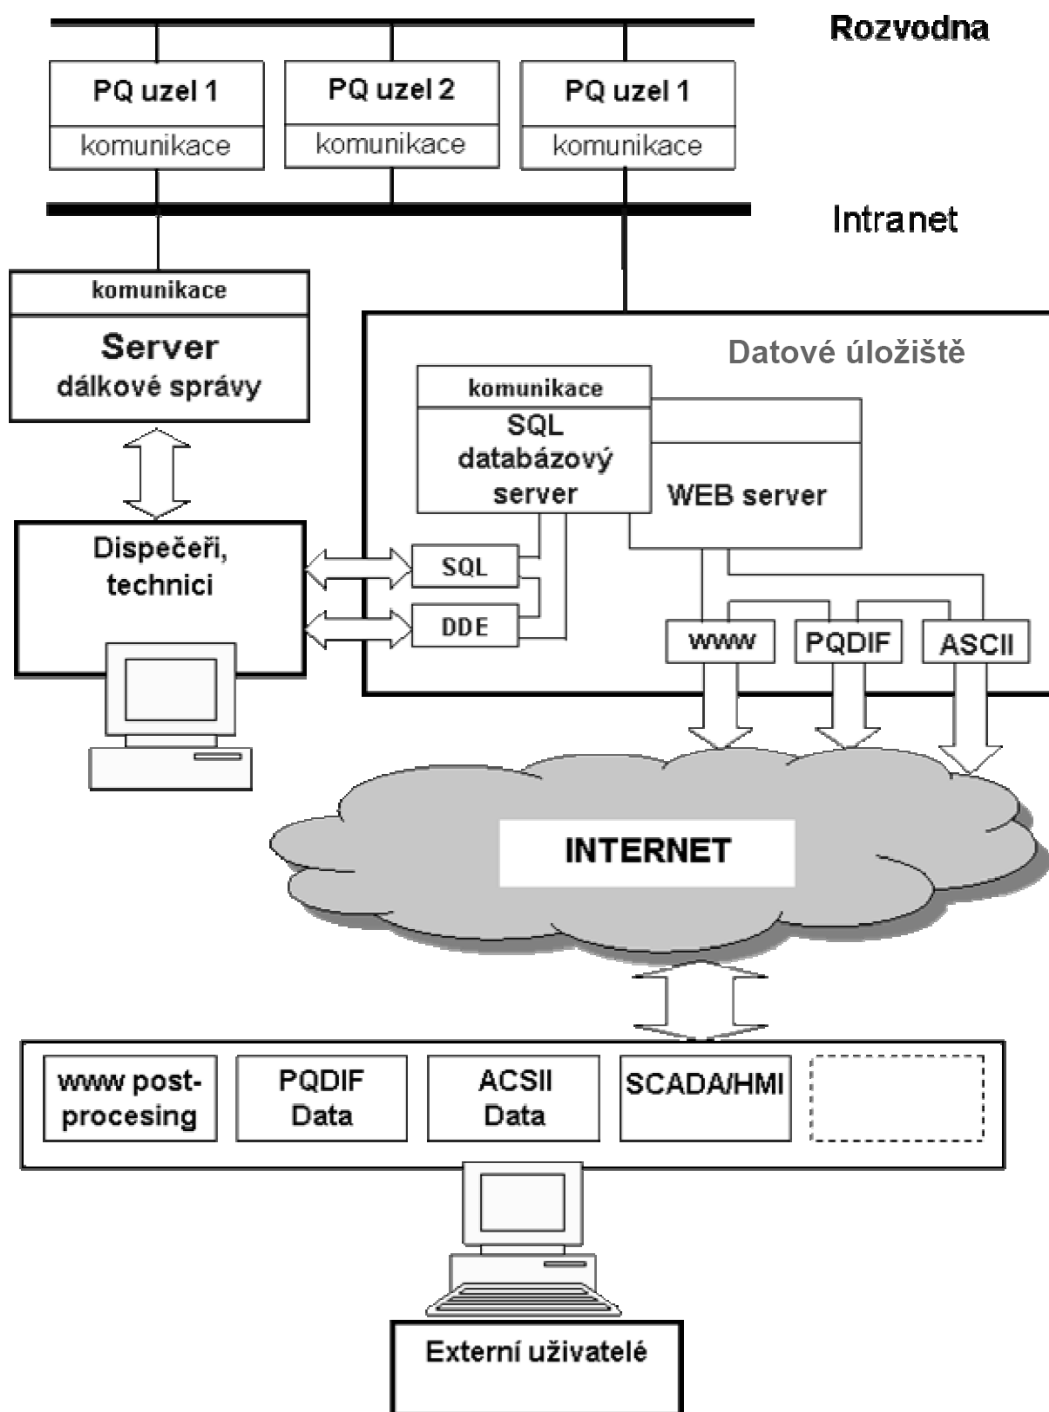 Rozvodna
PQ uzel 1
komunikace
PQ uzel 2
komunikace
PQ uzel 1
komunikace
Intranet
komunikace
Server
dálkové správy
Datové úložiště
komunikace
SQL
databázový
server
WEB server
Dispečeři,
technici
SQL
DDE
www
PQDIF
ASCII
INTERNET
www post-
procesing
PQDIF
Data
ACSII
Data
SCADA/HMI
Externí uživatelé